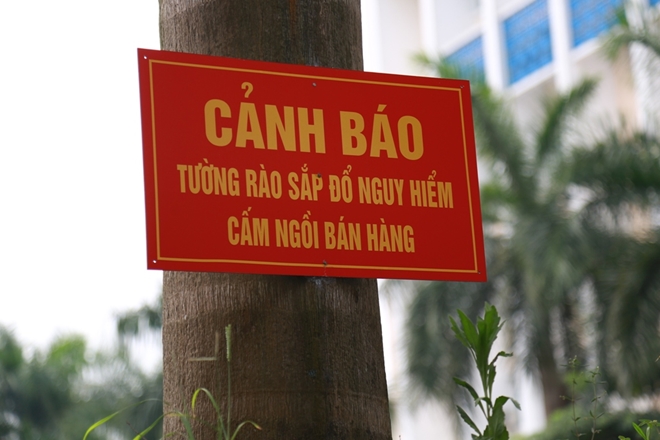 CẢNH BÁO
TƯỜNG RÀO SẮP ĐỔ NGUY HIỂM
CẤM NGỒI BÁN HÀNG